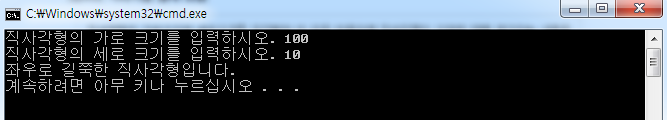 C:₩Windows₩system32₩cmd.exe
직사각형의 가로 크기를 입력하시오. 100
직사각형의 세로 크기를 입력하시오. 10
좌우로 길쭉한 직사각형입니다.
계속하려면 아무 키나 누르십시오 . . .